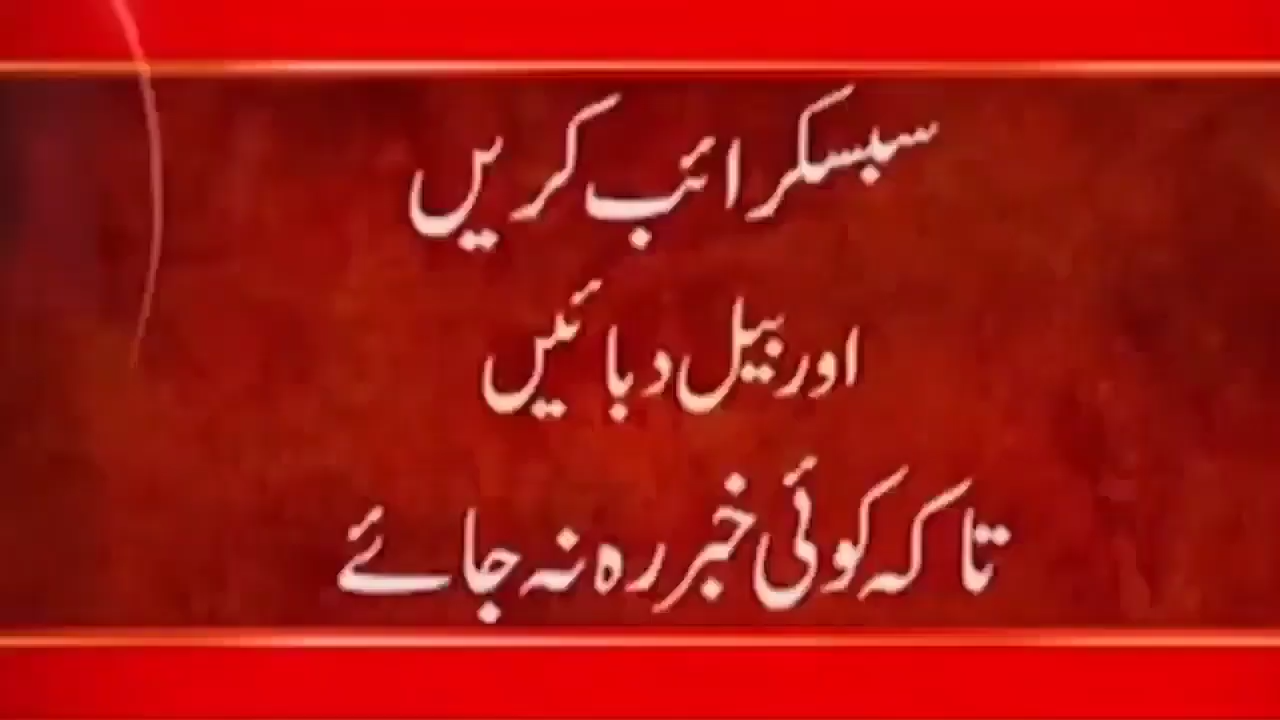 سبسکرائب کریں
اور بیل دبائیں
تاکہ کوئی خبر رہ نہ جائے